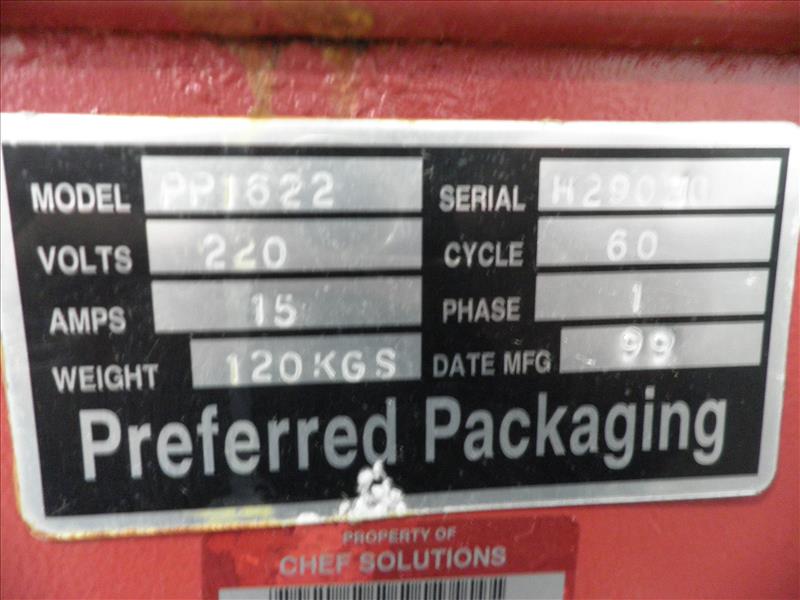 MODEL PP1622 SERIAL
VOLTS 220 CYCLE 60
AMPS 15 PHASE 1
WEIGHT 120KGS DATE MFG 99
Preferred Packaging
PROPERTY OF
CHEF SOLUTIONS